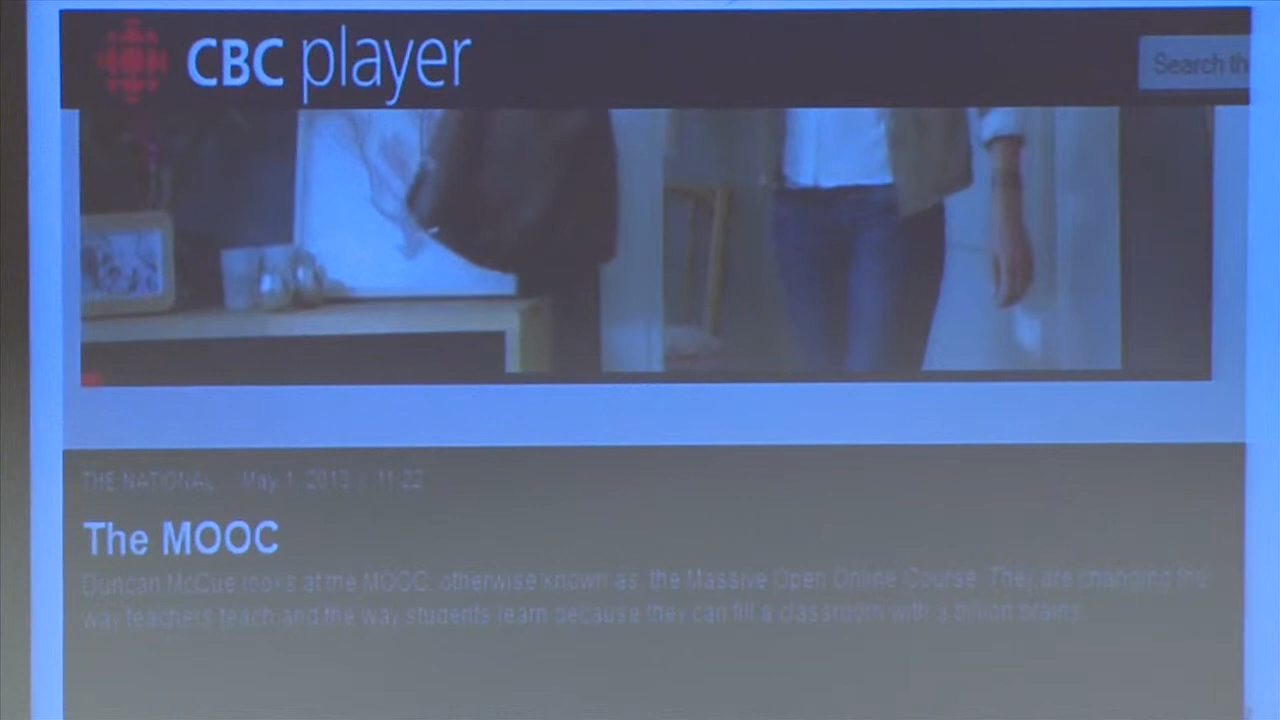 CBC player
Search th
THE NATIONAL May 1, 2013 11:22
The MOOC
Duncan McCue looks at the MOOC, otherwise known as, the Massive Open Online Course. They are changing the
way teachers teach and the way students learn because they can fill a classroom with a billion brains